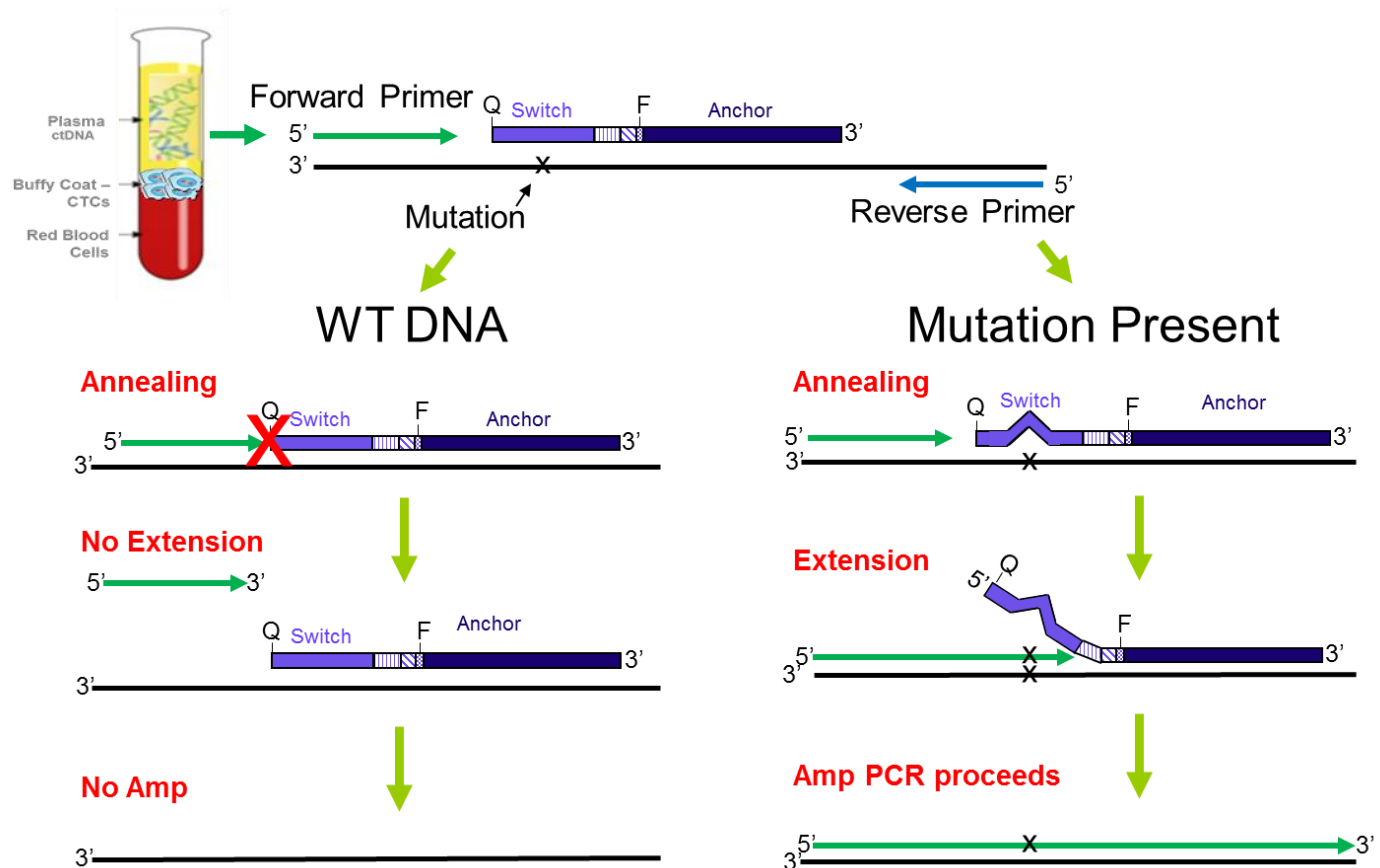 Plasma
ctDNA
Buffy Coat –
CTCs
Red Blood
Cells
Forward Primer
Q Switch F Anchor
5’ 3’
3’ X
Mutation
5’
Reverse Primer
WT DNA
Annealing
Q Switch F Anchor
X
5’ 3’
3’
No Extension
5’ 3’
Q Switch F Anchor
3’
3’
No Amp
3’
Mutation Present
Annealing
Q Switch F Anchor
5’ 3’
3’ X
Extension
5’ Q
F
5’ X 3’
3’ X
Amp PCR proceeds
5’ X 3’
3’